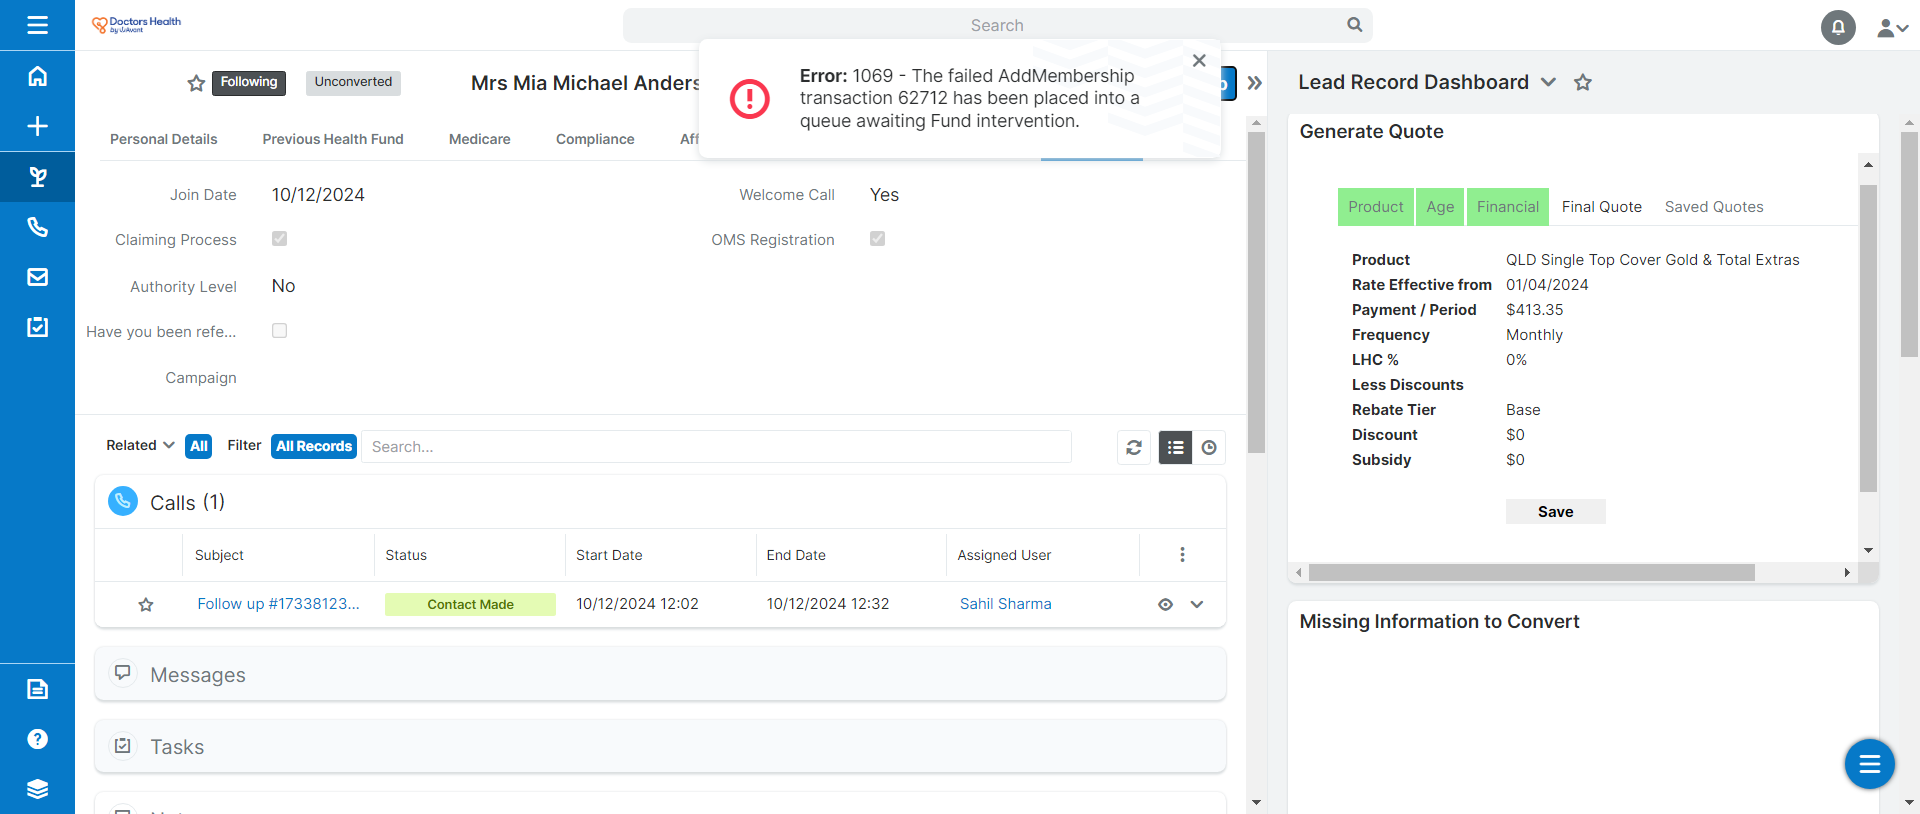 Doctors Health
by Avant
Search
Following
Unconverted
Mrs Mia Michael Anders
Error: 1069 - The failed AddMembership
transaction 62712 has been placed into a
queue awaiting Fund intervention.
Personal Details
Previous Health Fund
Medicare
Compliance
Aff
Join Date
10/12/2024
Welcome Call
Yes
Claiming Process
OMS Registration
Authority Level
No
Have you been refe...
Campaign
Related
All
Filter
All Records
Search...
Calls (1)
Subject
Status
Start Date
End Date
Assigned User
Follow up #17338123...
Contact Made
10/12/2024 12:02
10/12/2024 12:32
Sahil Sharma
Messages
Tasks
Lead Record Dashboard
Generate Quote
Product
Age
Financial
Final Quote
Saved Quotes
Product QLD Single Top Cover Gold & Total Extras
Rate Effective from 01/04/2024
Payment / Period $413.35
Frequency Monthly
LHC % 0%
Less Discounts
Rebate Tier Base
Discount $0
Subsidy $0
Save
Missing Information to Convert